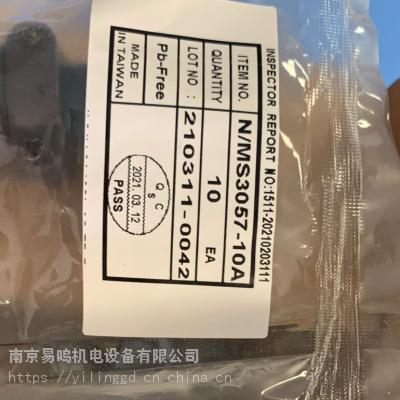 INSPECTOR REPORT NO:1511-20210203111
ITEM NO. N/MS3057-10A
QUANTITY 10 EA
LOT NO : 210311-0042
Pb-Free
MADE
IN TAIWAN
Q C
S
2021.03.12
PASS
南京易鸣机电设备有限公司
https://yilinggd.cn.china.cn